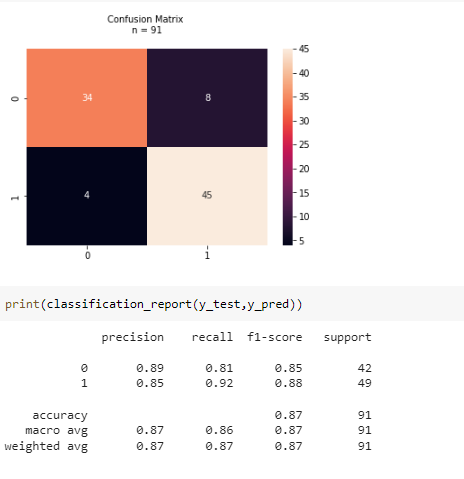 Confusion Matrix
n = 91
45
40
35
30
25
20
15
10
5
0
34
8
1
4
45
0
1
print(classification_report(y_test,y_pred))
precision recall f1-score support
0 0.89 0.81 0.85 42
1 0.85 0.92 0.88 49
accuracy 0.87 91
macro avg 0.87 0.86 0.87 91
weighted avg 0.87 0.87 0.87 91